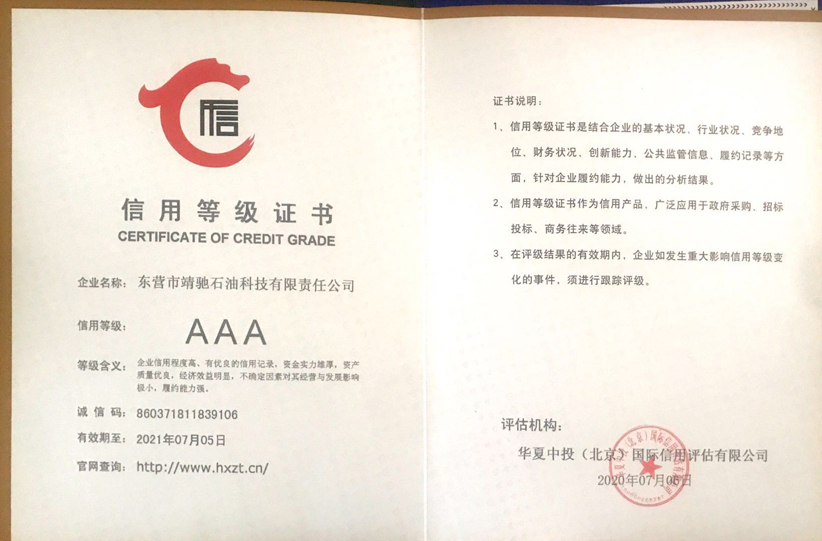 信
信用等级证书
CERTIFICATE OF CREDIT GRADE
企业名称：东营市靖驰石油科技有限责任公司
信用等级：AAA
等级含义：企业信用程度高、有优良的信用记录，资金实力雄厚，资产
质量优良，经济效益明显，不确定因素对其经营与发展影响
极小，履约能力强。
诚信码：860371811839106
有效期至：2021年07月05日
官网查询：http://www.hxzt.cn/
证书说明：
1、信用等级证书是结合企业的基本状况、行业状况、竞争地
位、财务状况、创新能力、公共监管信息、履约记录等方
面，针对企业履约能力，做出的分析结果。
2、信用等级证书作为信用产品，广泛应用于政府采购、招标
投标、商务往来等领域。
3、在评级结果的有效期内，企业如发生重大影响信用等级变
化的事件，须进行跟踪评级。
评估机构：
华夏中投（北京）国际信用评估有限公司
2020年07月06日